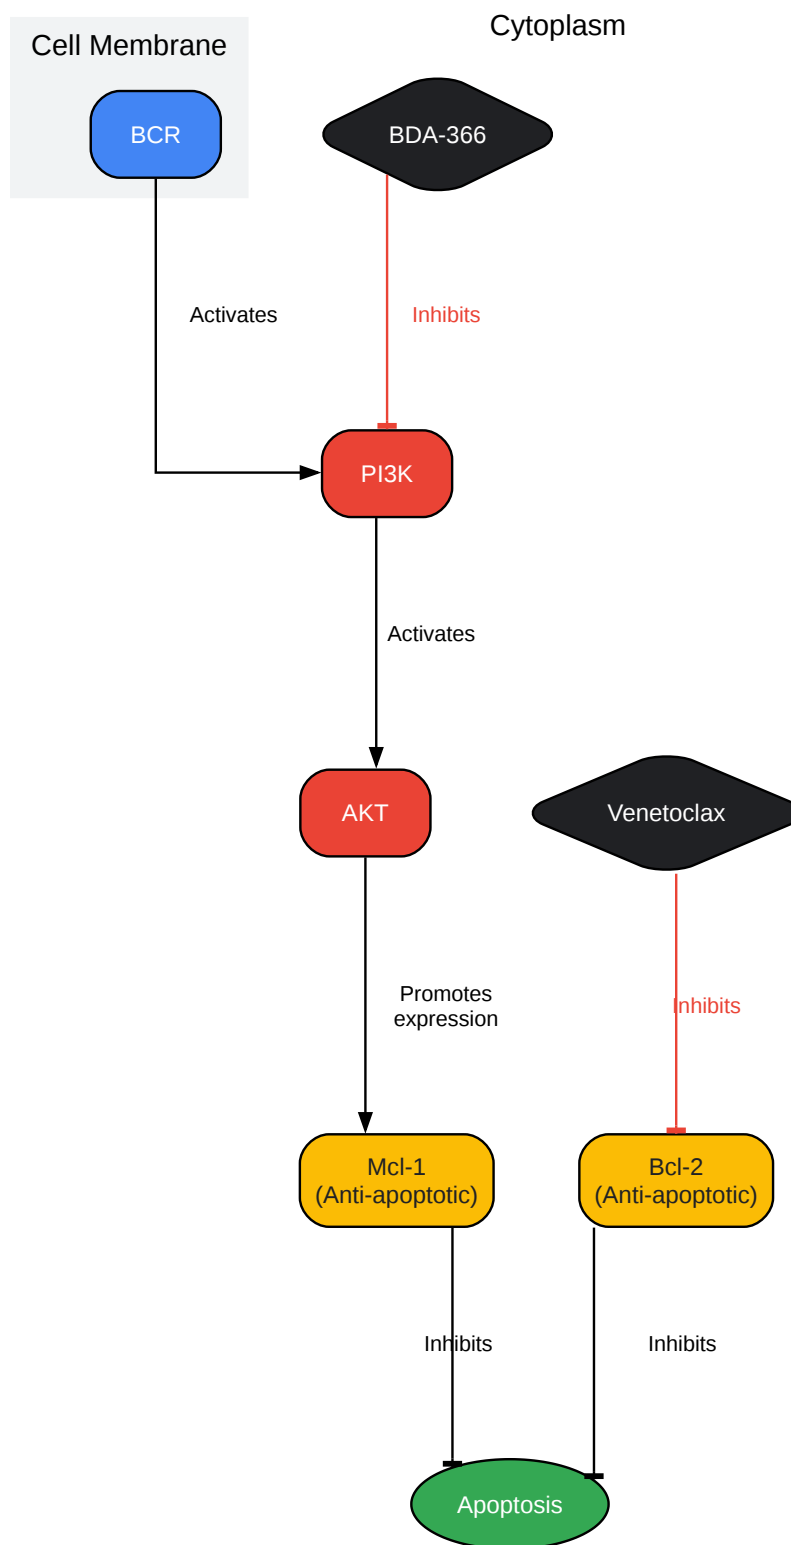 Cytoplasm
Cell Membrane
BCR
BDA-366
Activates
Inhibits
PI3K
Activates
AKT
Venetoclax
Promotes
expression
Inhibits
Mcl-1
(Anti-apoptotic)
Bcl-2
(Anti-apoptotic)
Inhibits
Inhibits
Apoptosis